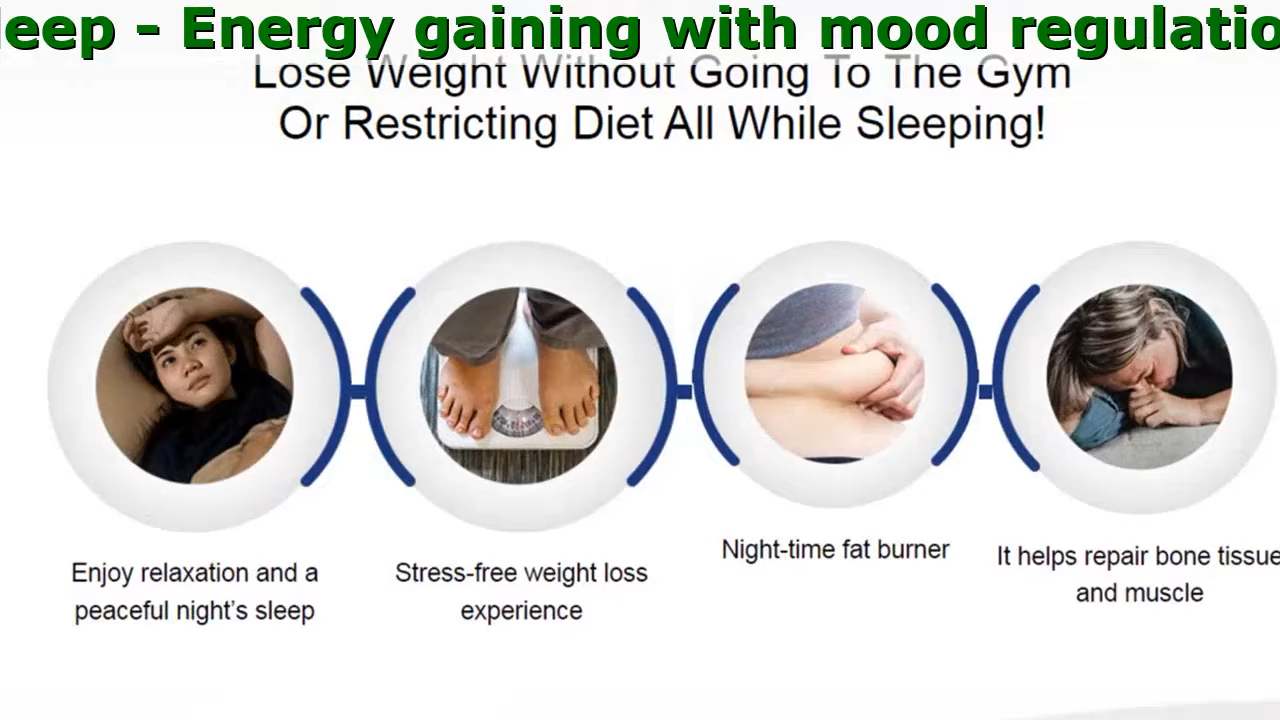 leep - Energy gaining with mood regulatio
Lose Weight Without Going To The Gym
Or Restricting Diet All While Sleeping!
Enjoy relaxation and a
peaceful night's sleep
Stress-free weight loss
experience
Night-time fat burner
It helps repair bone tissue
and muscle